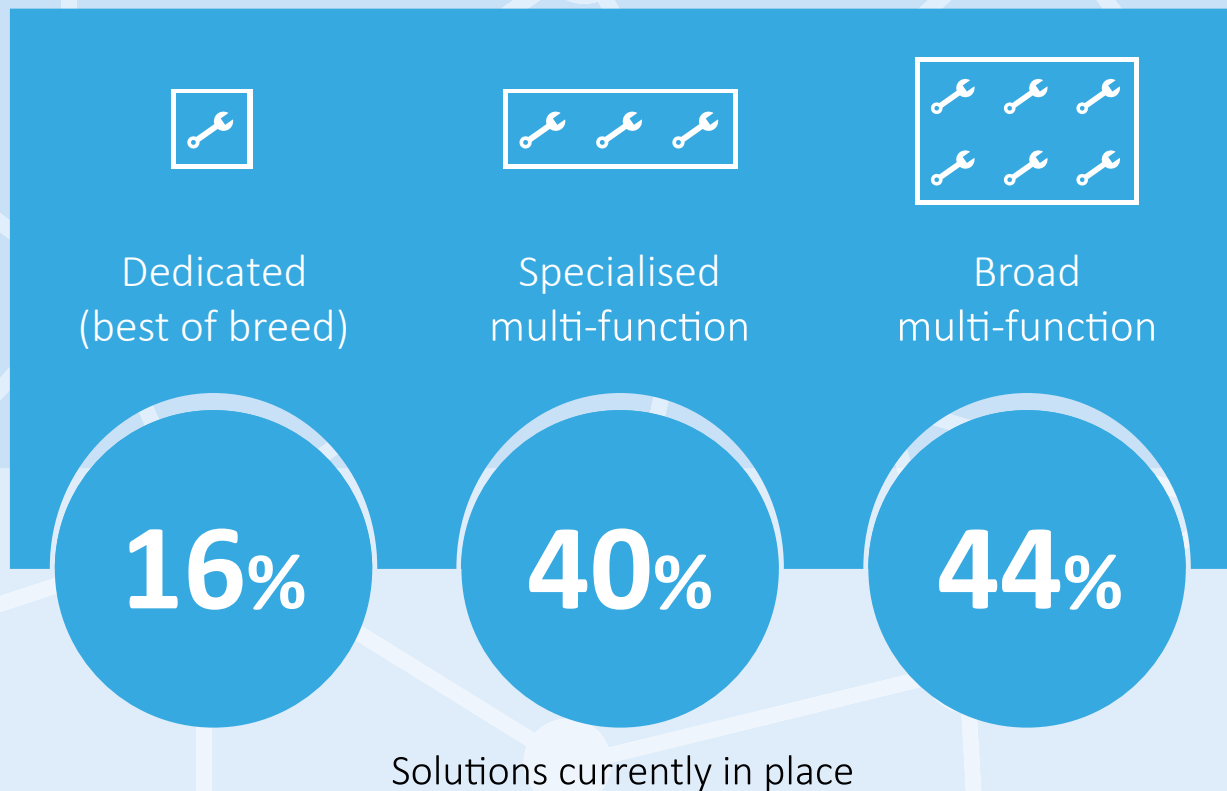 Dedicated
(best of breed)
Specialised
multi-function
Broad
multi-function
16%
40%
44%
Solutions currently in place